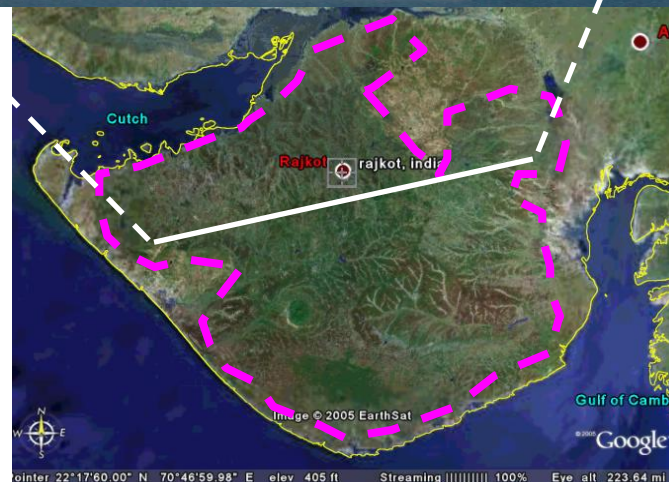 A
Cutch
Rajkot rajkot, india
Image © 2005 EarthSat
Gulf of Camb
© 2005 Google
N
W E
S
ointer 22°17'60.00" N 70°46'59.98" E elev 405 ft Streaming |||||||||| 100% Eye alt 223.64 mi